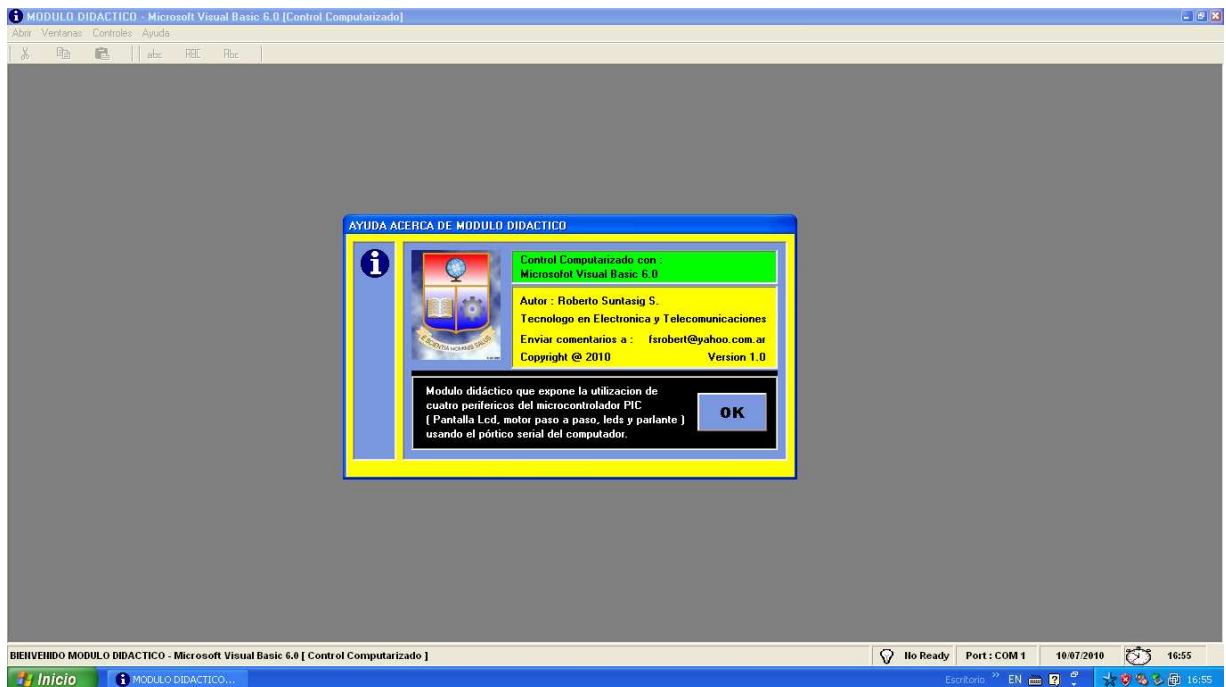 MODULO DIDACTICO - Microsoft Visual Basic 6.0 [Control Computarizado]
Abrir Ventanas Controles Ayuda
abc ABC Abc
AYUDA ACERCA DE MODULO DIDACTICO
Control Computarizado con :
Microsofot Visual Basic 6.0
Autor : Roberto Suntasig S.
Tecnologo en Electronica y Telecomunicaciones
Enviar comentarios a : fsrobert@yahoo.com.ar
Copyright @ 2010 Version 1.0
E SCIENTIA HOMINIS SALUS
Modulo didáctico que expone la utilizacion de
cuatro perifericos del microcontrolador PIC
( Pantalla Lcd, motor paso a paso, leds y parlante )
usando el pórtico serial del computador.
OK
BIENVENIDO MODULO DIDACTICO - Microsoft Visual Basic 6.0 [ Control Computarizado ]
No Ready Port : COM 1 10/07/2010 16:55
Inicio MODULO DIDACTICO... Escritorio » EN 16:55